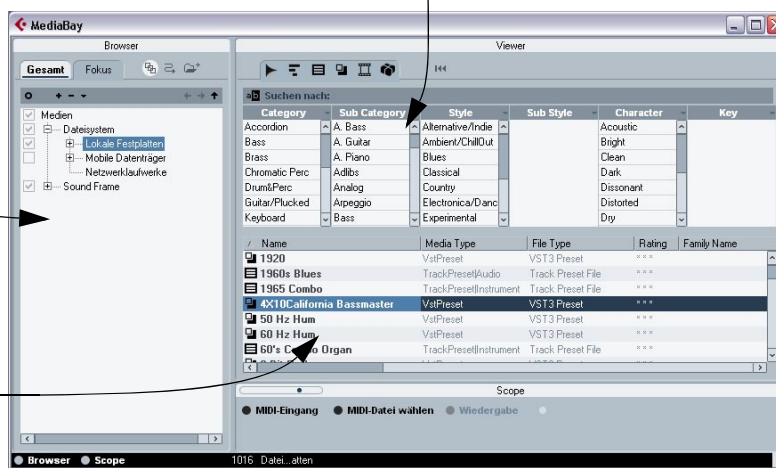 MediaBay
Browser
Gesamt Fokus
Medien
Dateisystem
Lokale Festplatten
Mobile Datenträger
Netzwerklaufwerke
Sound Frame
Viewer
Suchen nach:
Category Sub Category Style Sub Style Character Key
Accordion A. Bass Alternative/Indie Acoustic
Bass A. Guitar Ambient/ChillOut Bright
Brass A. Piano Blues Clean
Chromatic Perc Adlibs Classical Dark
Drum&Perc Analog Country Dissonant
Guitar/Plucked Arpeggio Electronica/Danc Distorted
Keyboard Bass Experimental Dry
/ Name Media Type File Type Rating Family Name
1920 VstPreset VST3 Preset ***
1960s Blues TrackPreset|Audio Track Preset File ***
1965 Combo TrackPreset|Instrument Track Preset File ***
4X10California Bassmaster VstPreset VST3 Preset ***
50 Hz Hum VstPreset VST3 Preset ***
60 Hz Hum VstPreset VST3 Preset ***
60's Combo Organ TrackPreset|Instrument Track Preset File ***
Scope
MIDI-Eingang MIDI-Datei wählen Wiedergabe
Browser Scope 1016 Datei...atten